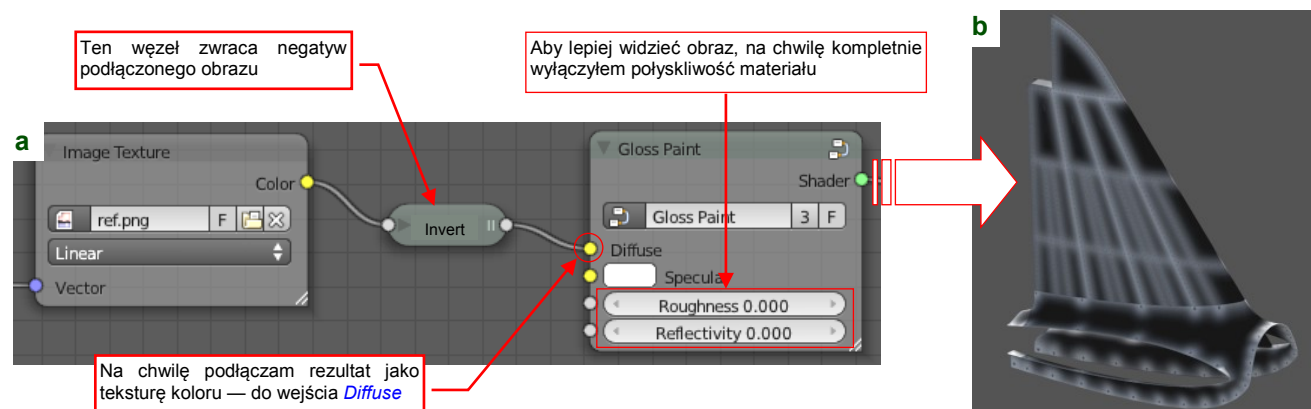 Ten węzeł zwraca negatyw
podłączonego obrazu
Aby lepiej widzieć obraz, na chwilę kompletnie
wyłączyłem połyskliwość materiału
b
a
Image Texture
Color
ref.png F
Linear
Vector
Invert
Gloss Paint
Shader
Gloss Paint 3 F
Diffuse
Specula
Roughness 0.000
Reflectivity 0.000
Na chwilę podłączam rezultat jako
teksturę koloru — do wejścia Diffuse